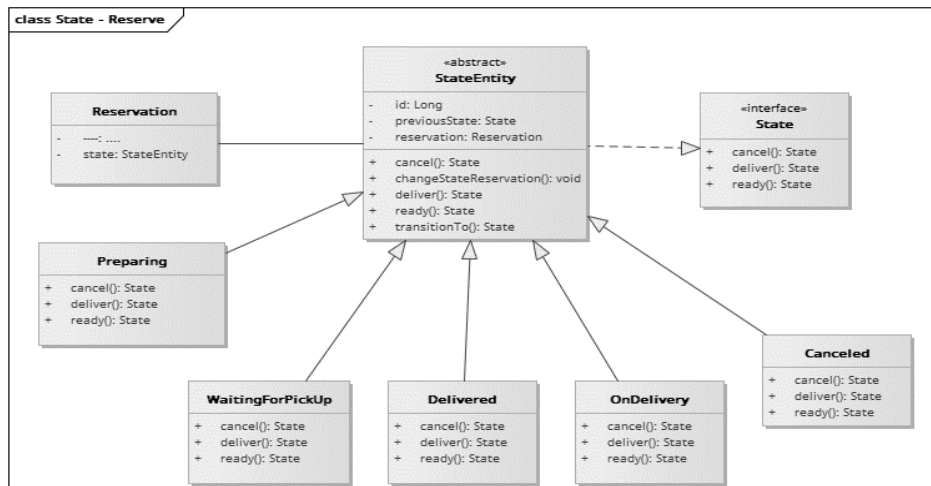 class State - Reserve
«abstract»
StateEntity
- id: Long
- previousState: State
- reservation: Reservation
+ cancel(): State
+ changeStateReservation(): void
+ deliver(): State
+ ready(): State
+ transitionTo(): State
Reservation
- ----: ....
- state: StateEntity
«interface»
State
+ cancel(): State
+ deliver(): State
+ ready(): State
Preparing
+ cancel(): State
+ deliver(): State
+ ready(): State
WaitingForPickUp
+ cancel(): State
+ deliver(): State
+ ready(): State
Delivered
+ cancel(): State
+ deliver(): State
+ ready(): State
OnDelivery
+ cancel(): State
+ deliver(): State
+ ready(): State
Canceled
+ cancel(): State
+ deliver(): State
+ ready(): State